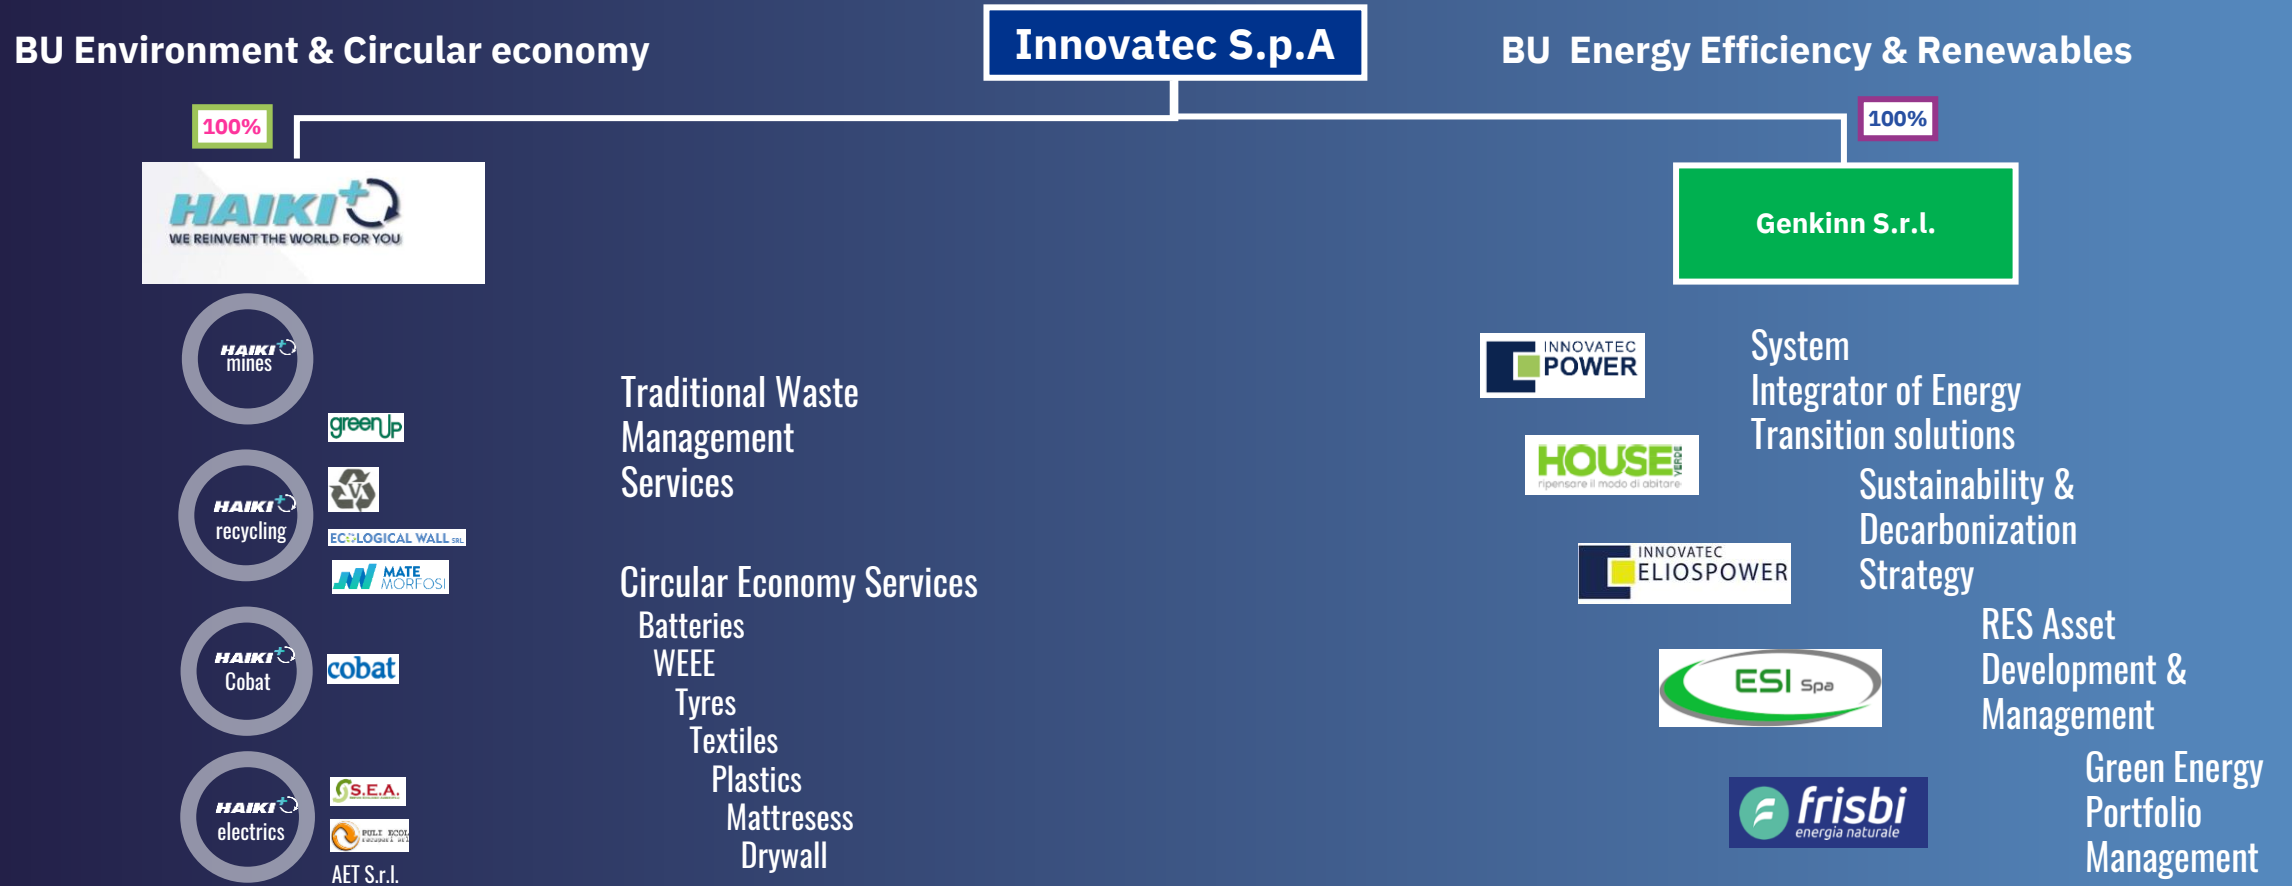 BU Environment & Circular economy
Innovatec S.p.A
BU Energy Efficiency & Renewables
100%
100%
HAIKI+
WE REINVENT THE WORLD FOR YOU
Genkinn S.r.l.
HAIKI+
mines
greenUp
HAIKI+
recycling
ECOLOGICAL WALL SRL
MATE
MORFOSI
HAIKI+
Cobat
cobat
HAIKI+
electrics
S.E.A.
PULI ECOL
AET S.r.l.
Traditional Waste
Management
Services
Circular Economy Services
Batteries
WEEE
Tyres
Textiles
Plastics
Mattresess
Drywall
INNOVATEC
POWER
HOUSE VERDE
ripensare il modo di abitare
INNOVATEC
ELIOSPOWER
ESI Spa
frisbi
energia naturale
System
Integrator of Energy
Transition solutions
Sustainability &
Decarbonization
Strategy
RES Asset
Development &
Management
Green Energy
Portfolio
Management